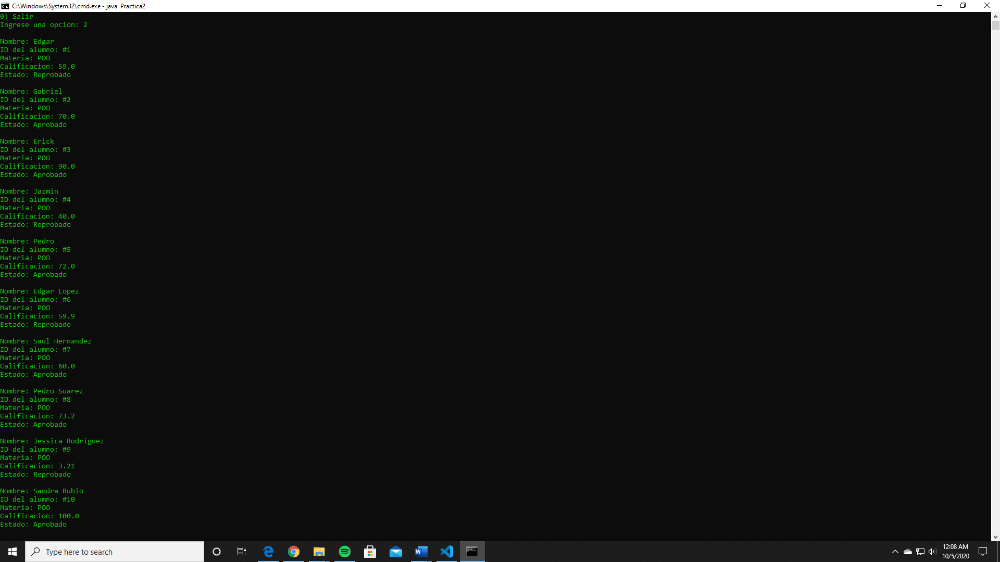 C:\Windows\System32\cmd.exe - java  Practica2
0) Salir
Ingrese una opcion: 2
Nombre: Edgar
ID del alumno: #1
Materia: POO
Calificacion: 59.0
Estado: Reprobado
Nombre: Gabriel
ID del alumno: #2
Materia: POO
Calificacion: 70.0
Estado: Aprobado
Nombre: Erick
ID del alumno: #3
Materia: POO
Calificacion: 90.0
Estado: Aprobado
Nombre: Jazmin
ID del alumno: #4
Materia: POO
Calificacion: 40.0
Estado: Reprobado
Nombre: Pedro
ID del alumno: #5
Materia: POO
Calificacion: 72.0
Estado: Aprobado
Nombre: Edgar Lopez
ID del alumno: #6
Materia: POO
Calificacion: 59.9
Estado: Reprobado
Nombre: Saul Hernandez
ID del alumno: #7
Materia: POO
Calificacion: 60.0
Estado: Aprobado
Nombre: Pedro Suarez
ID del alumno: #8
Materia: POO
Calificacion: 73.2
Estado: Aprobado
Nombre: Jessica Rodriguez
ID del alumno: #9
Materia: POO
Calificacion: 3.21
Estado: Reprobado
Nombre: Sandra Rubio
ID del alumno: #10
Materia: POO
Calificacion: 100.0
Estado: Aprobado
Type here to search
12:08 AM
10/5/2020